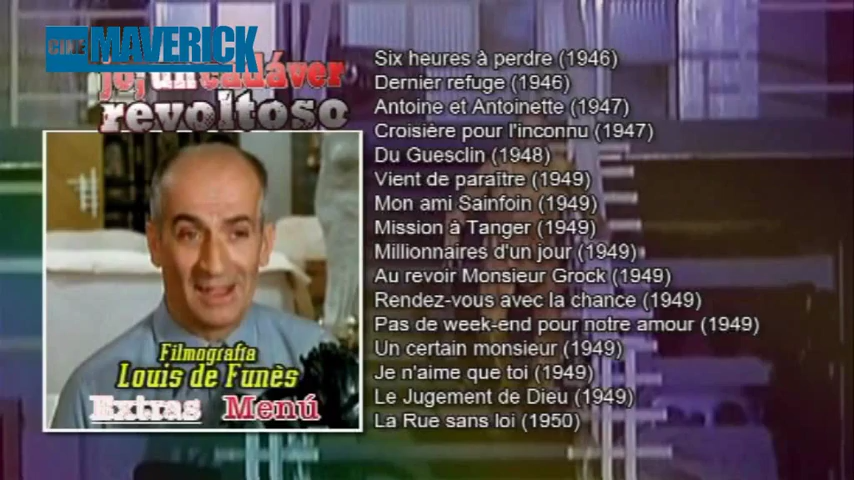 CINE MAVERICK
jo, un cadáver
revoltoso
Filmografía
Louis de Funès
Extras Menú
Six heures à perdre (1946)
Dernier refuge (1946)
Antoine et Antoinette (1947)
Croisière pour l'inconnu (1947)
Du Guesclin (1948)
Vient de paraître (1949)
Mon ami Sainfoin (1949)
Mission à Tanger (1949)
Millionnaires d'un jour (1949)
Au revoir Monsieur Grock (1949)
Rendez-vous avec la chance (1949)
Pas de week-end pour notre amour (1949)
Un certain monsieur (1949)
Je n'aime que toi (1949)
Le Jugement de Dieu (1949)
La Rue sans loi (1950)